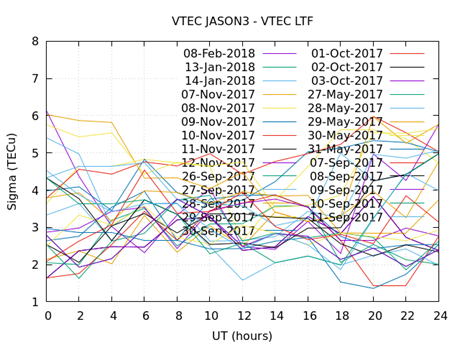 VTEC JASON3 - VTEC LTF
8
7
6
5
4
3
2
1
Sigma (TECu)
08-Feb-2018
13-Jan-2018
14-Jan-2018
07-Nov-2017
08-Nov-2017
09-Nov-2017
10-Nov-2017
11-Nov-2017
12-Nov-2017
26-Sep-2017
27-Sep-2017
28-Sep-2017
29-Sep-2017
30-Sep-2017
01-Oct-2017
02-Oct-2017
03-Oct-2017
27-May-2017
28-May-2017
29-May-2017
30-May-2017
31-May-2017
07-Sep-2017
08-Sep-2017
09-Sep-2017
10-Sep-2017
11-Sep-2017
0 2 4 6 8 10 12 14 16 18 20 22 24
UT (hours)